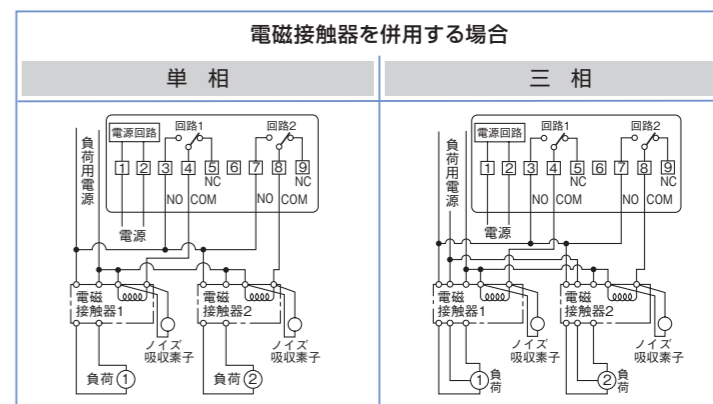 電磁接触器を併用する場合
単 相
三 相
電源回路
回路1
回路2
1 2 3 4 5 6 7 8 9
NC
NC
NO COM
NO COM
負荷用電源
電源
電磁
接触器1
電磁
接触器2
ノイズ
吸収素子
ノイズ
吸収素子
負荷①
負荷②
電源回路
回路1
回路2
1 2 3 4 5 6 7 8 9
NC
NC
NO COM
NO COM
負荷用電源
電源
電磁
接触器1
電磁
接触器2
ノイズ
吸収素子
ノイズ
吸収素子
①負荷
②負荷